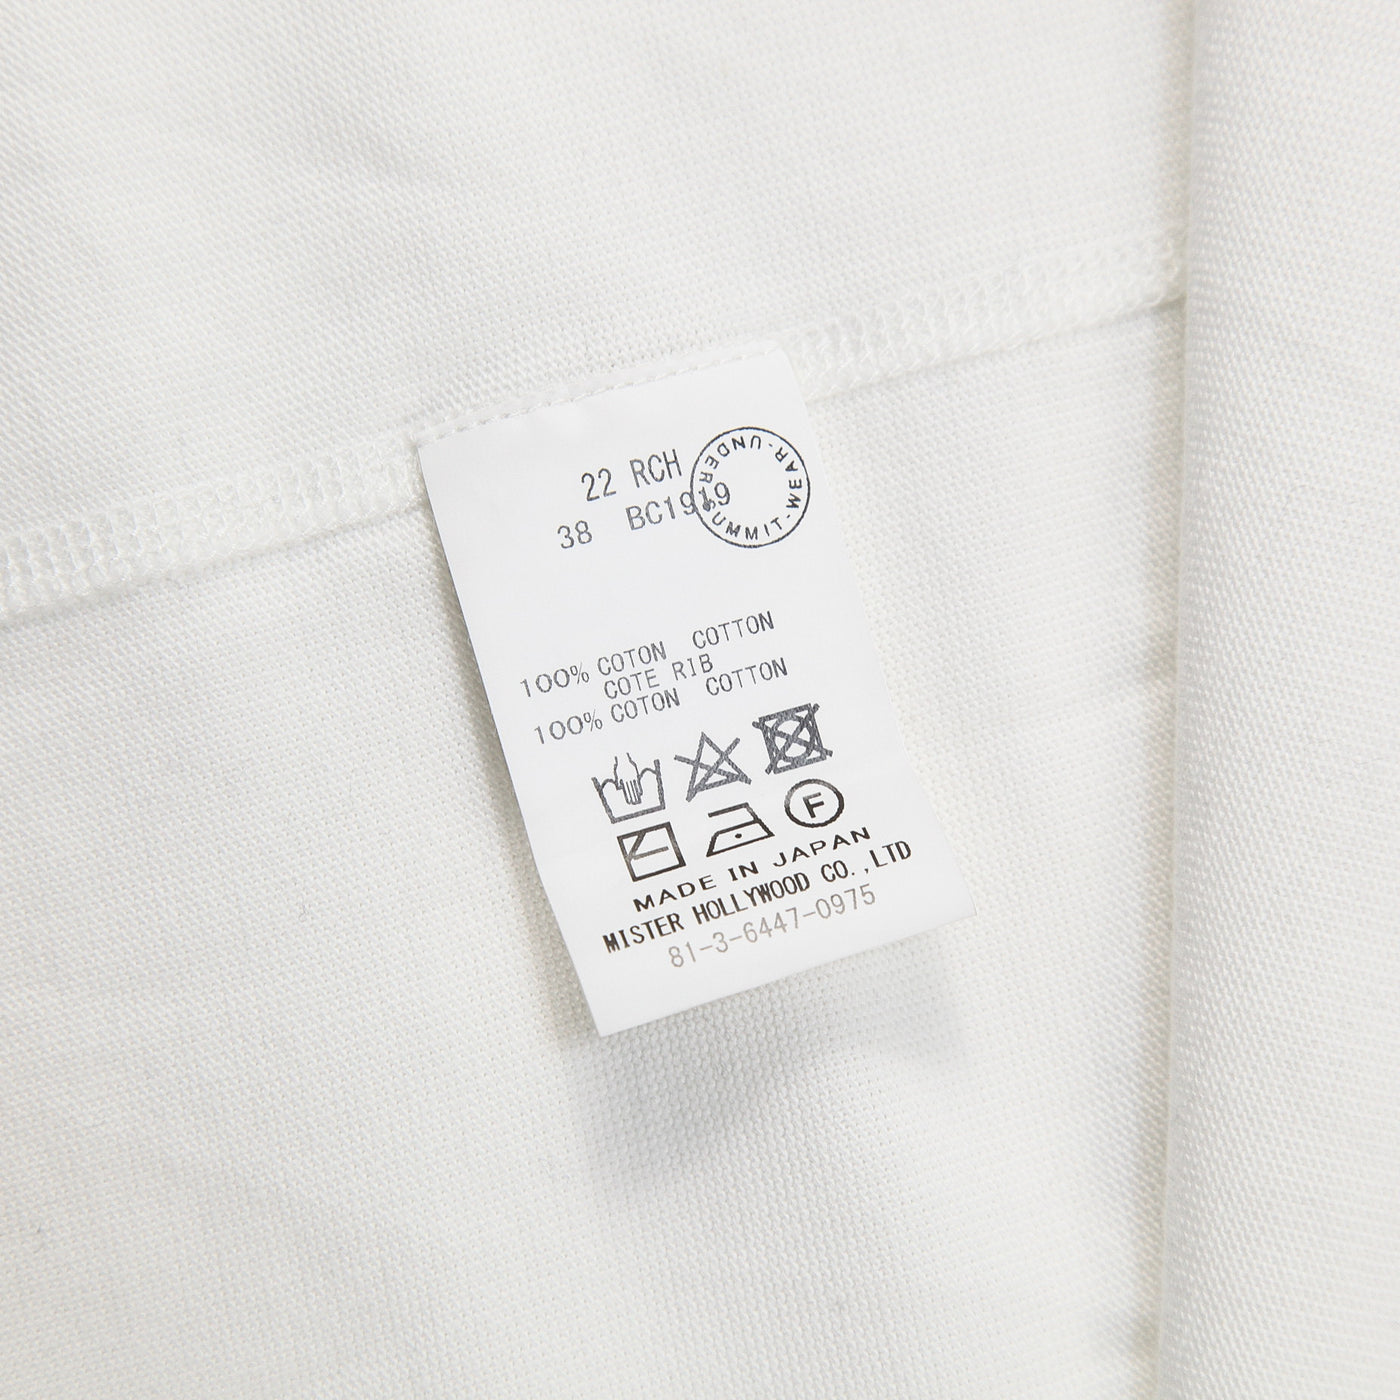 22 RCH
38 BC1919
UNDER·SUMMIT·WEAR·
100% COTON COTTON
COTE RIB
100% COTON COTTON
F
MADE IN JAPAN
MISTER HOLLYWOOD CO.,LTD
81-3-6447-0975